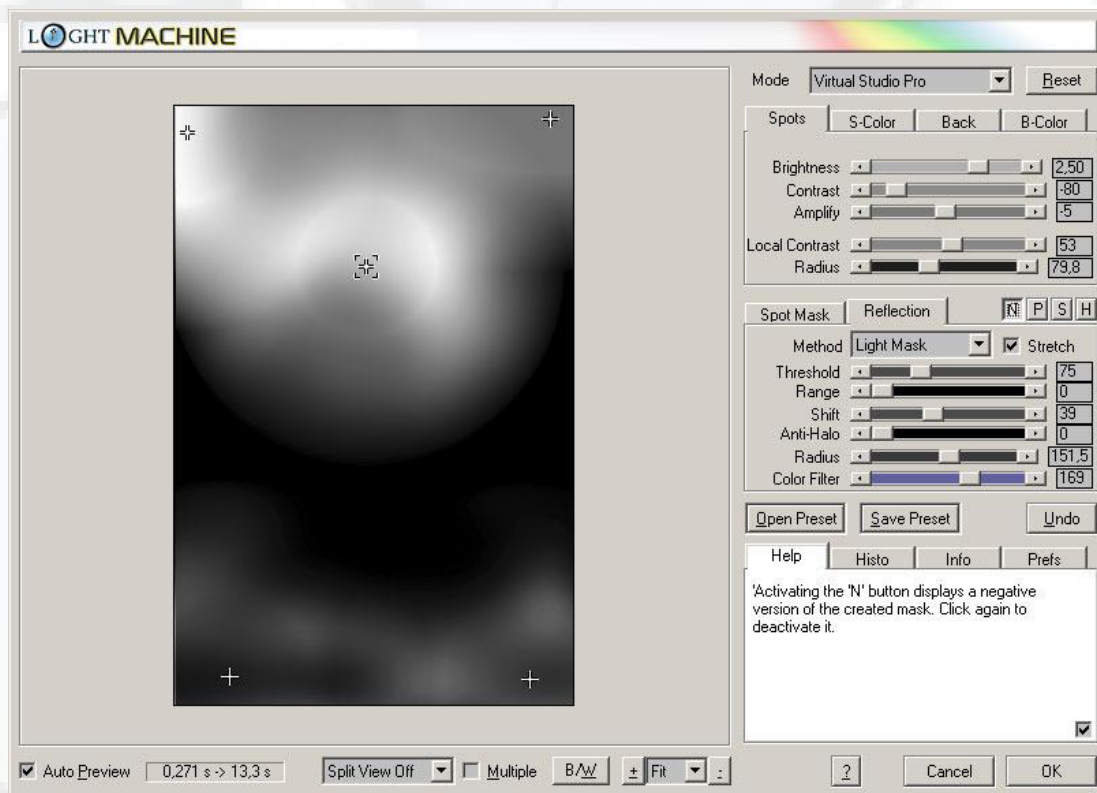 LIGHT MACHINE
Mode Virtual Studio Pro Reset
Spots S-Color Back B-Color
Brightness 2,50
Contrast -80
Amplify -5
Local Contrast 53
Radius 79,8
Spot Mask Reflection N P S H
Method Light Mask Stretch
Threshold 75
Range 0
Shift 39
Anti-Halo 0
Radius 151,5
Color Filter 169
Open Preset Save Preset Undo
Help Histo Info Prefs
'Activating the 'N' button displays a negative
version of the created mask. Click again to
deactivate it.
Auto Preview 0,271 s -> 13,3 s Split View Off Multiple B/W + Fit - ? Cancel OK